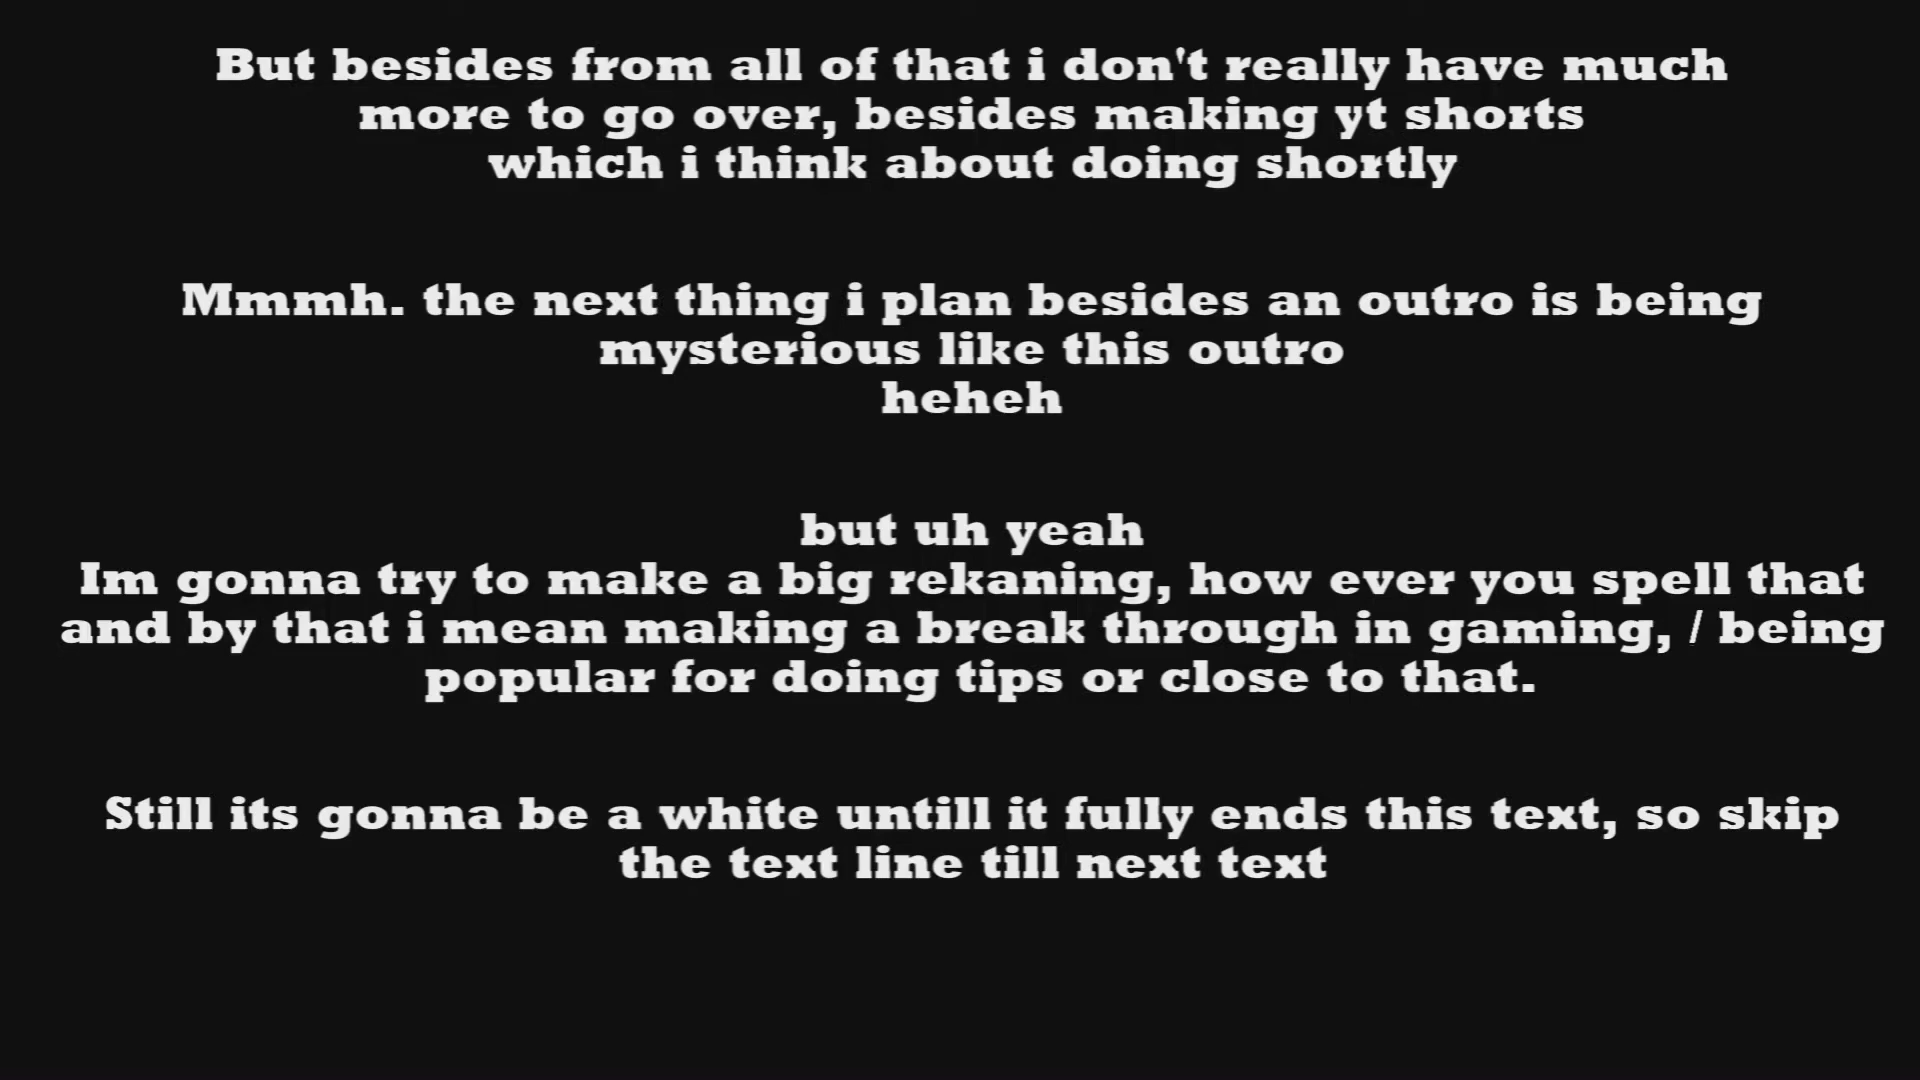 But besides from all of that i don't really have much
more to go over, besides making yt shorts
which i think about doing shortly
Mmmh. the next thing i plan besides an outro is being
mysterious like this outro
heheh
but uh yeah
Im gonna try to make a big rekaning, how ever you spell that
and by that i mean making a break through in gaming, / being
popular for doing tips or close to that.
Still its gonna be a white untill it fully ends this text, so skip
the text line till next text